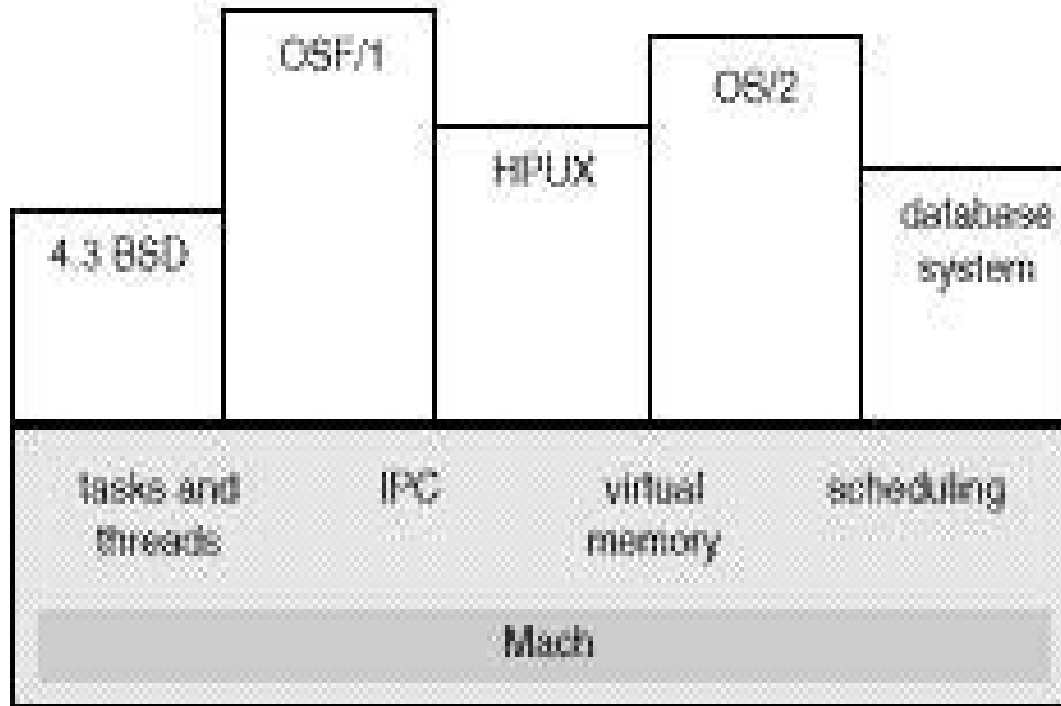 OSF/1
OS/2
HPUX
database
system
4.3 BSD
tasks and
threads
IPC
virtual
memory
scheduling
Mach